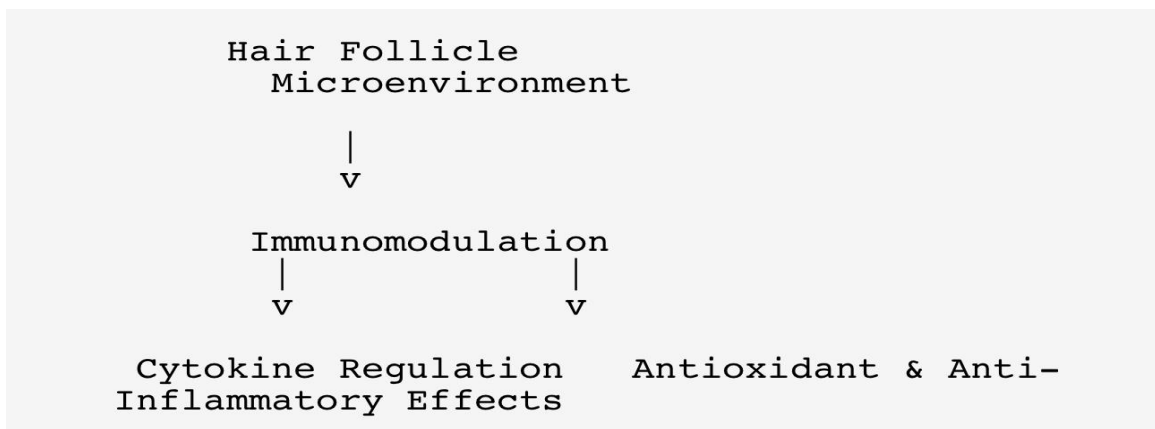 Hair Follicle
Microenvironment
|
v
Immunomodulation
| |
v v
Cytokine Regulation Antioxidant & Anti-
Inflammatory Effects